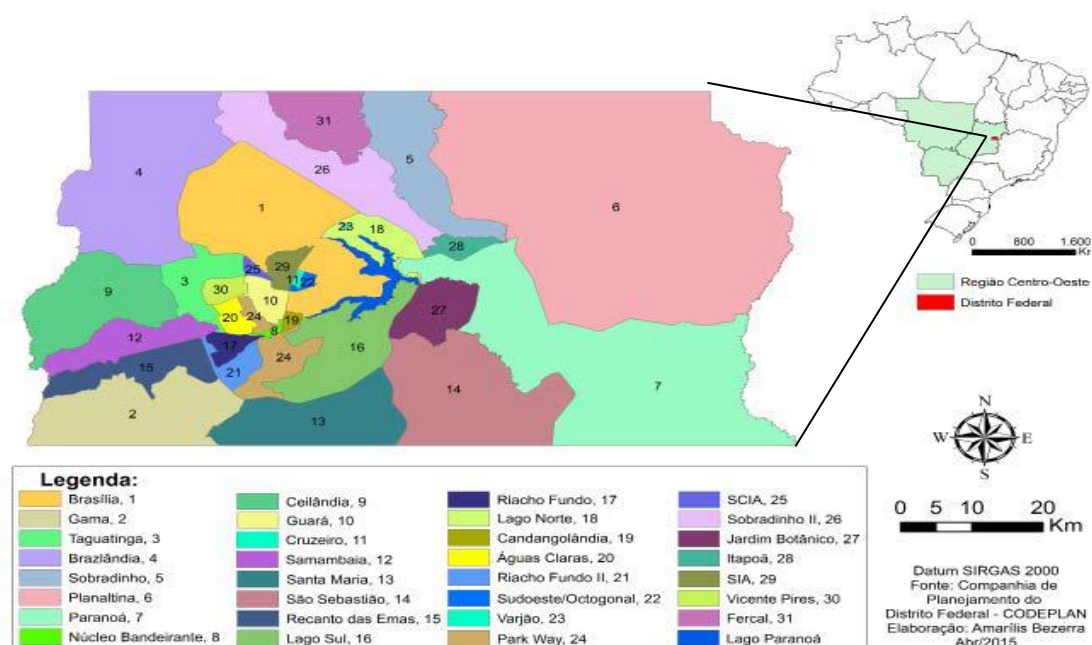 31
5
4
26
6
1
23
18
28
25
29
11
22
3
9
30
10
27
24
20
19
8
12
17
16
24
15
21
14
7
2
13
0 800 1.600
Km
Região Centro-Oeste
Distrito Federal
N
W E
S
0 5 10 20
Km
Legenda:
Brasília, 1
Gama, 2
Taguatinga, 3
Brazlândia, 4
Sobradinho, 5
Planaltina, 6
Paranoá, 7
Núcleo Bandeirante, 8
Ceilândia, 9
Guará, 10
Cruzeiro, 11
Samambaia, 12
Santa Maria, 13
São Sebastião, 14
Recanto das Emas, 15
Lago Sul, 16
Riacho Fundo, 17
Lago Norte, 18
Candangolândia, 19
Águas Claras, 20
Riacho Fundo II, 21
Sudoeste/Octogonal, 22
Varjão, 23
Park Way, 24
SCIA, 25
Sobradinho II, 26
Jardim Botânico, 27
Itapoã, 28
SIA, 29
Vicente Pires, 30
Fercal, 31
Lago Paranoá
Datum SIRGAS 2000
Fonte: Companhia de
Planejamento do
Distrito Federal - CODEPLAN
Elaboração: Amarílis Bezerra
Abr/2015